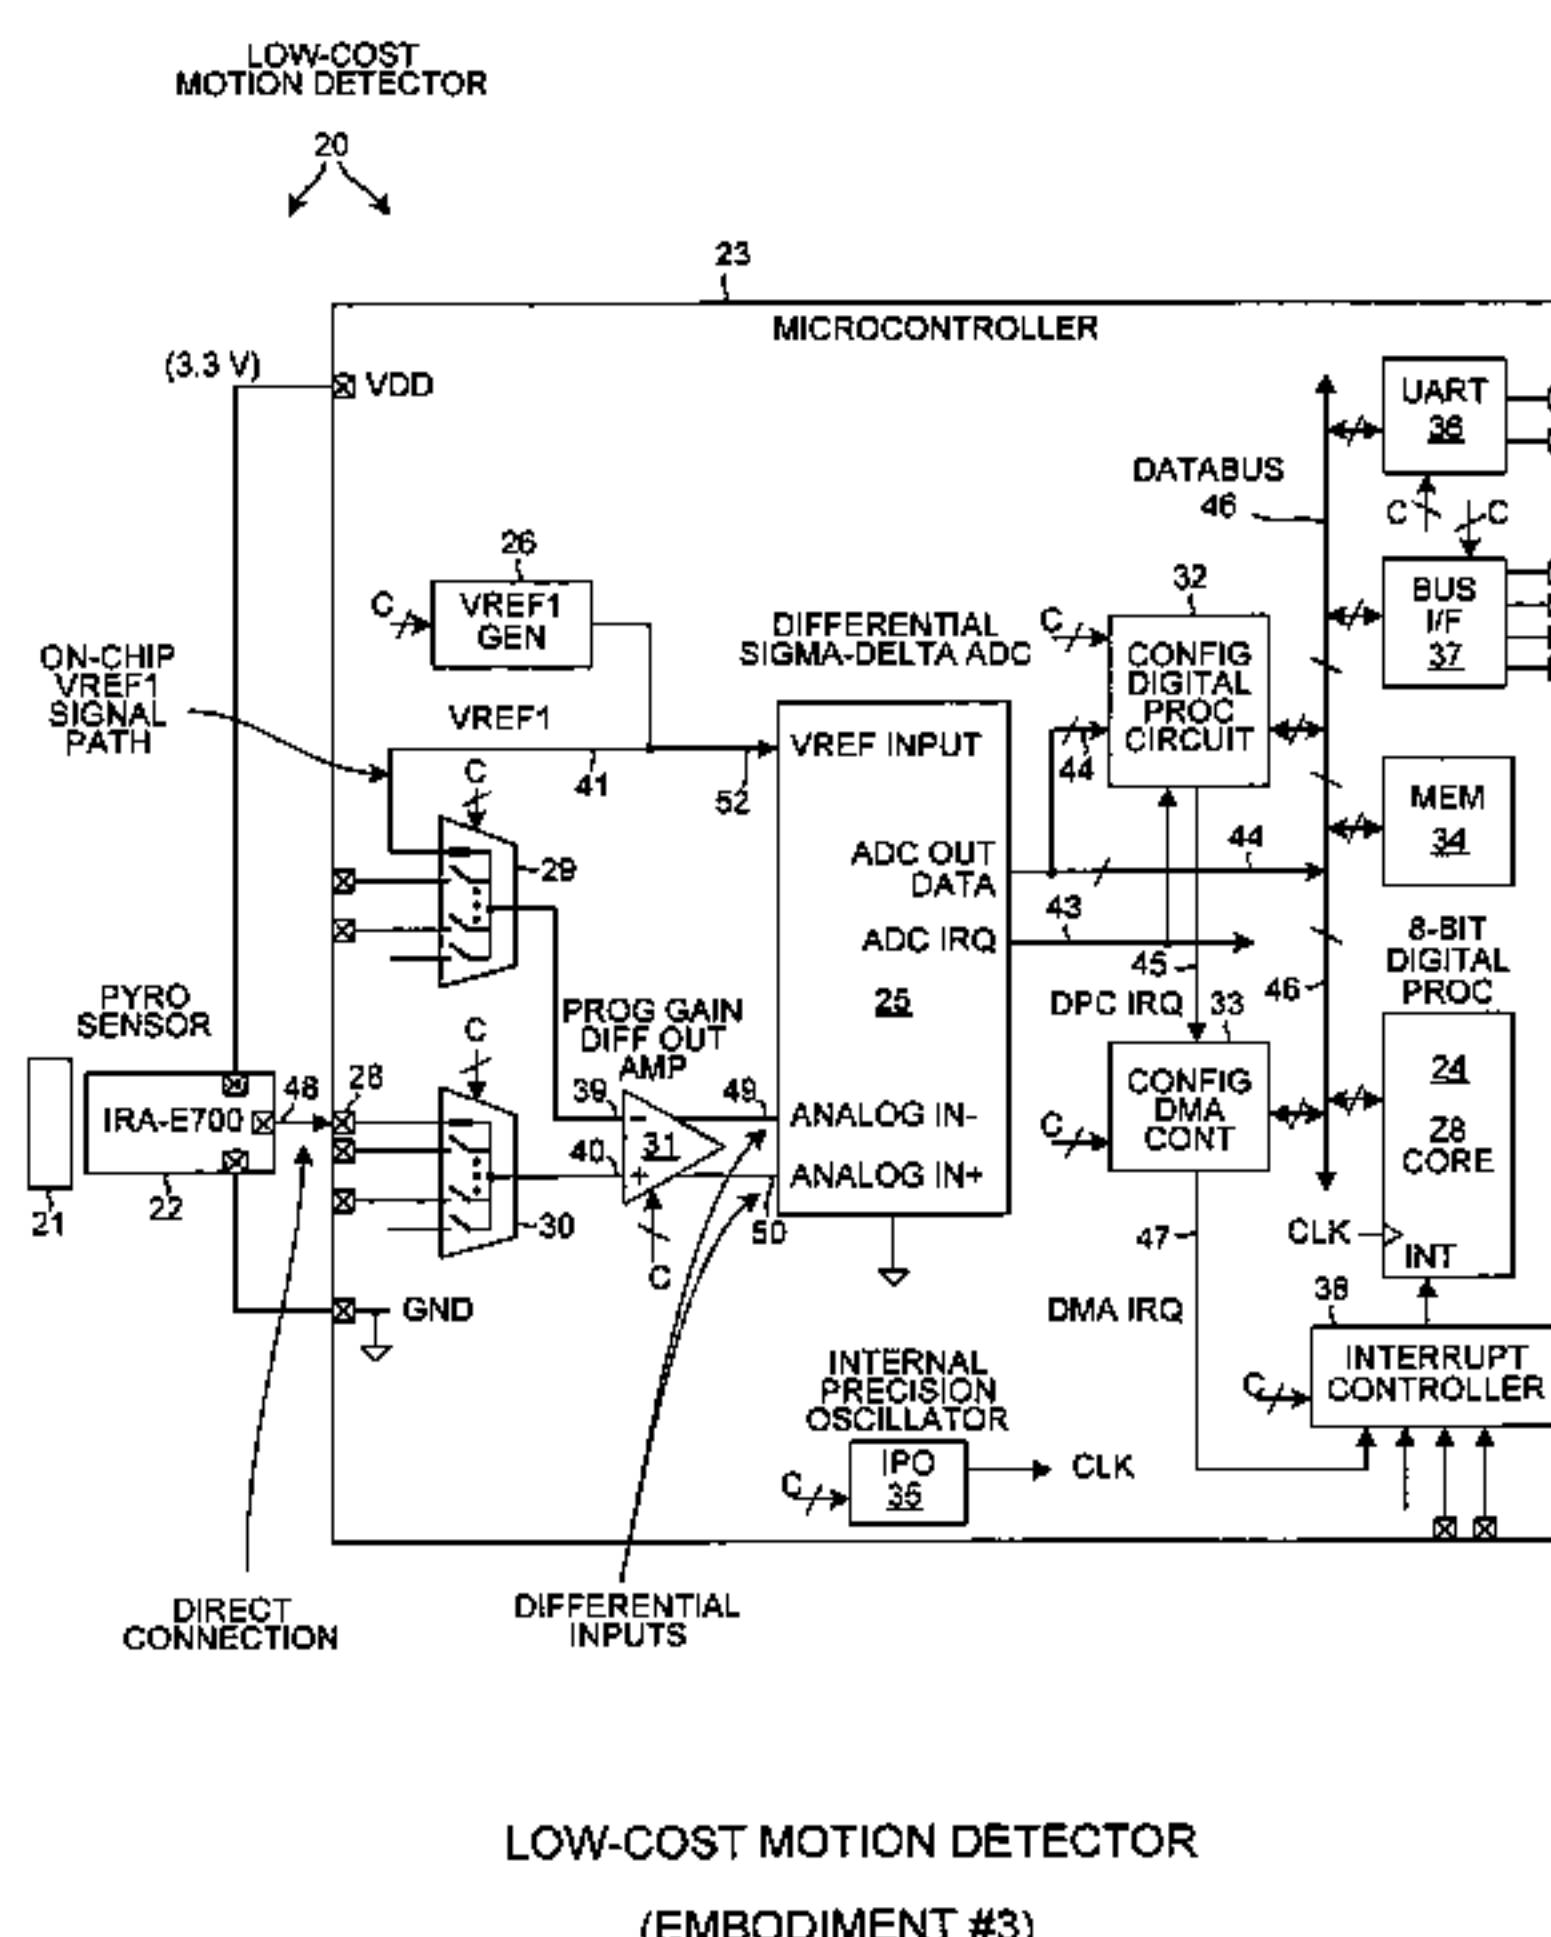 LOW-COST
MOTION DETECTOR
20
23
MICROCONTROLLER
(3.3 V)
VDD
UART
36
DATABUS
46
C
C
26
C
VREF1
GEN
32
BUS
I/F
37
DIFFERENTIAL
SIGMA-DELTA ADC
C
CONFIG
DIGITAL
PROC
CIRCUIT
ON-CHIP
VREF1
SIGNAL
PATH
VREF1
C
41
52
VREF INPUT
44
MEM
34
29
ADC OUT
DATA
44
43
ADC IRQ
45
46
8-BIT
DIGITAL
PROC
PYRO
SENSOR
25
DPC IRQ
33
C
PROG GAIN
DIFF OUT
AMP
24
Z8
CORE
IRA-E700
48
28
39
49
ANALOG IN-
CONFIG
DMA
CONT
C
31
-
+
40
ANALOG IN+
50
21
22
30
C
47
CLK
INT
GND
DMA IRQ
38
INTERNAL
PRECISION
OSCILLATOR
INTERRUPT
CONTROLLER
C
IPO
35
C
CLK
DIRECT
CONNECTION
DIFFERENTIAL
INPUTS
LOW-COST MOTION DETECTOR
(EMBODIMENT #3)